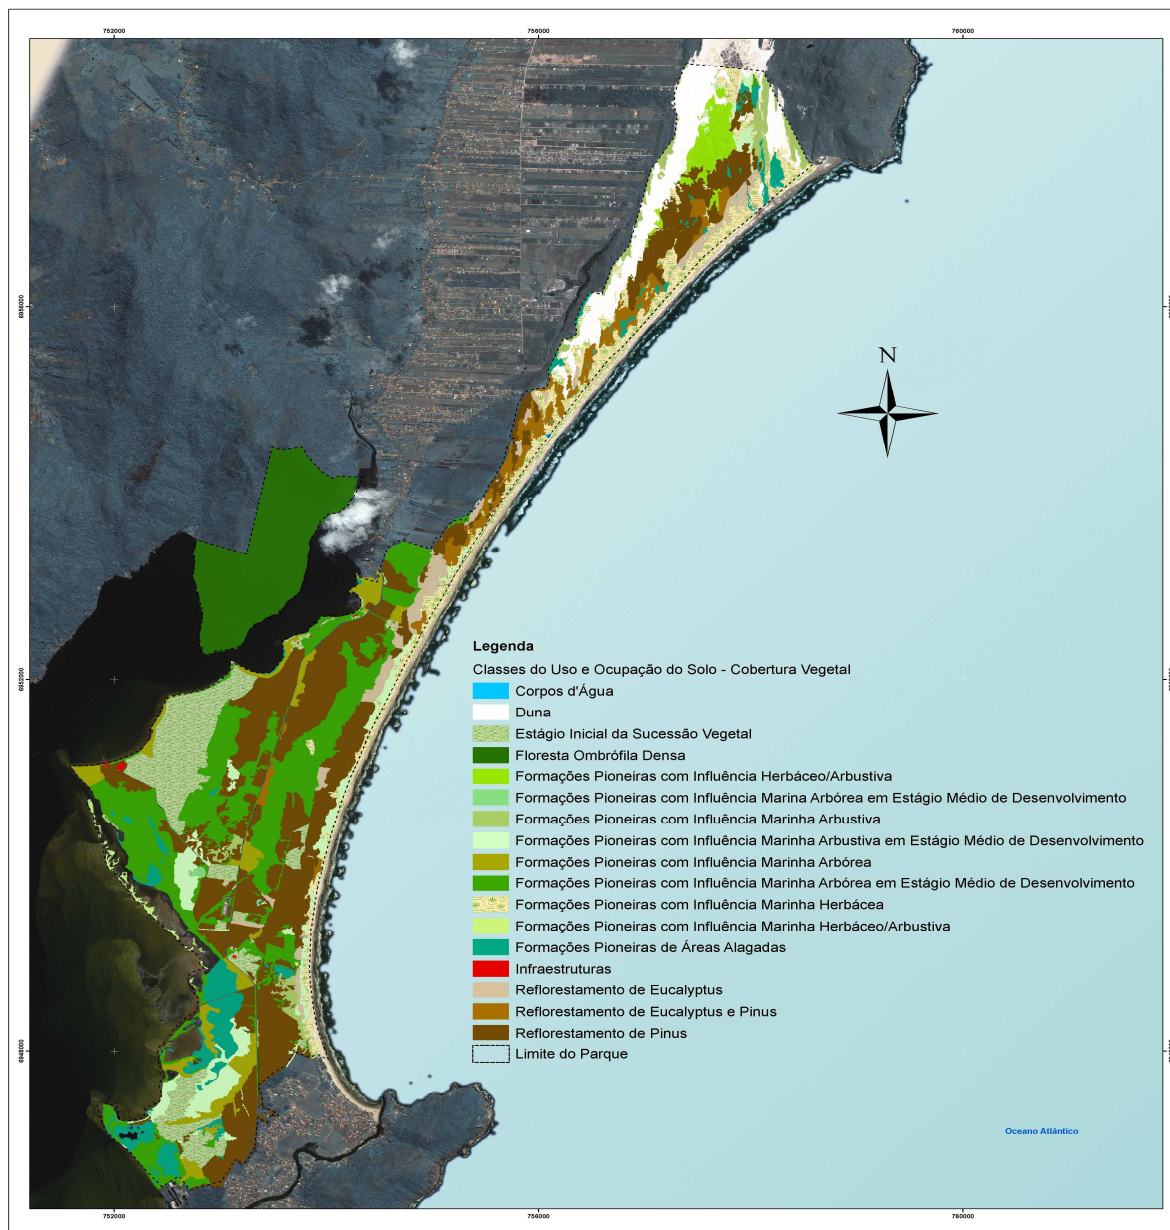 752000
756000
760000
6956000
N
Legenda
Classes do Uso e Ocupação do Solo - Cobertura Vegetal
Corpos d'Água
Duna
Estágio Inicial da Sucessão Vegetal
Floresta Ombrófila Densa
Formações Pioneiras com Influência Herbáceo/Arbustiva
Formações Pioneiras com Influência Marina Arbórea em Estágio Médio de Desenvolvimento
Formações Pioneiras com Influência Marinha Arbustiva
Formações Pioneiras com Influência Marinha Arbustiva em Estágio Médio de Desenvolvimento
Formações Pioneiras com Influência Marinha Arbórea
Formações Pioneiras com Influência Marinha Arbórea em Estágio Médio de Desenvolvimento
Formações Pioneiras com Influência Marinha Herbácea
Formações Pioneiras com Influência Marinha Herbáceo/Arbustiva
Formações Pioneiras de Áreas Alagadas
Infraestruturas
Reflorestamento de Eucalyptus
Reflorestamento de Eucalyptus e Pinus
Reflorestamento de Pinus
Limite do Parque
6952000
6948000
Oceano Atlântico
752000
756000
760000